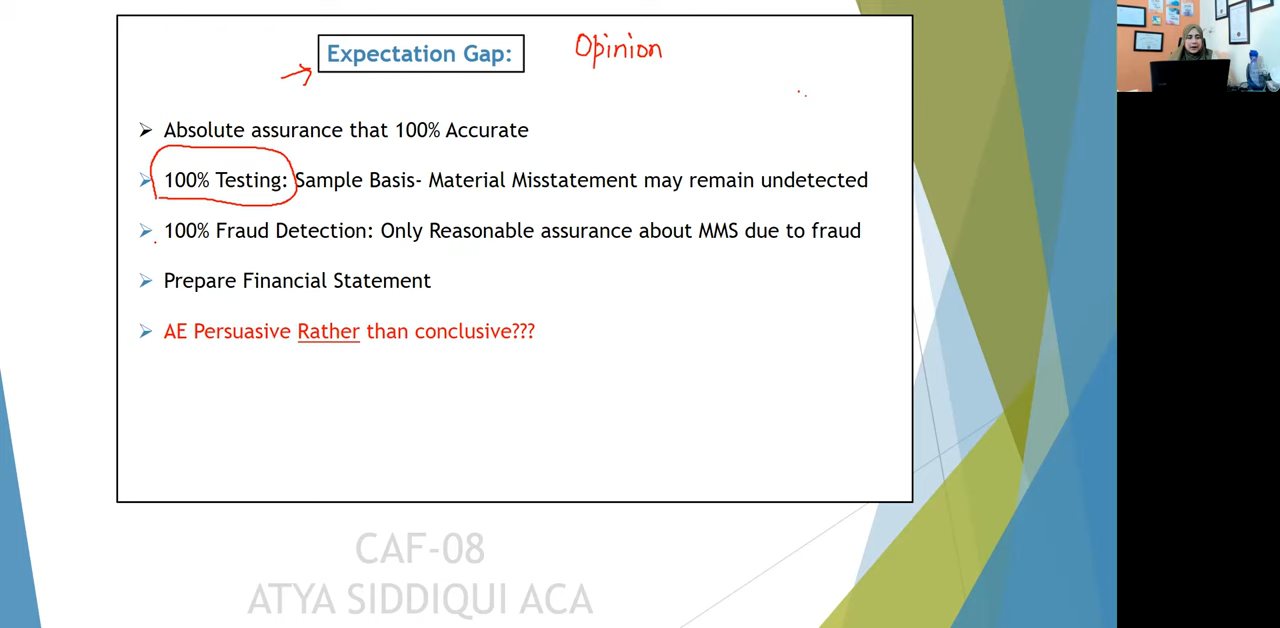 Expectation Gap:
Opinion
Absolute assurance that 100% Accurate
100% Testing: Sample Basis- Material Misstatement may remain undetected
100% Fraud Detection: Only Reasonable assurance about MMS due to fraud
Prepare Financial Statement
AE Persuasive Rather than conclusive???
CAF-08
ATYA SIDDIQUI ACA